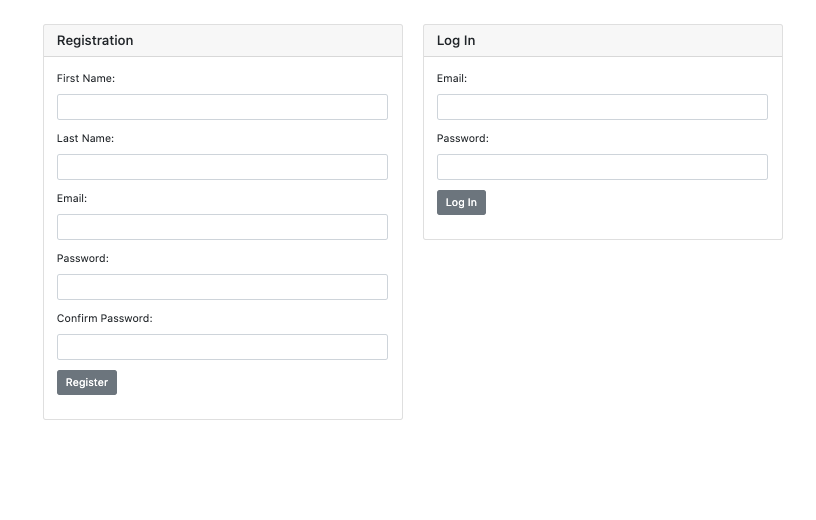 Registration
First Name:
Last Name:
Email:
Password:
Confirm Password:
Register
Log In
Email:
Password:
Log In